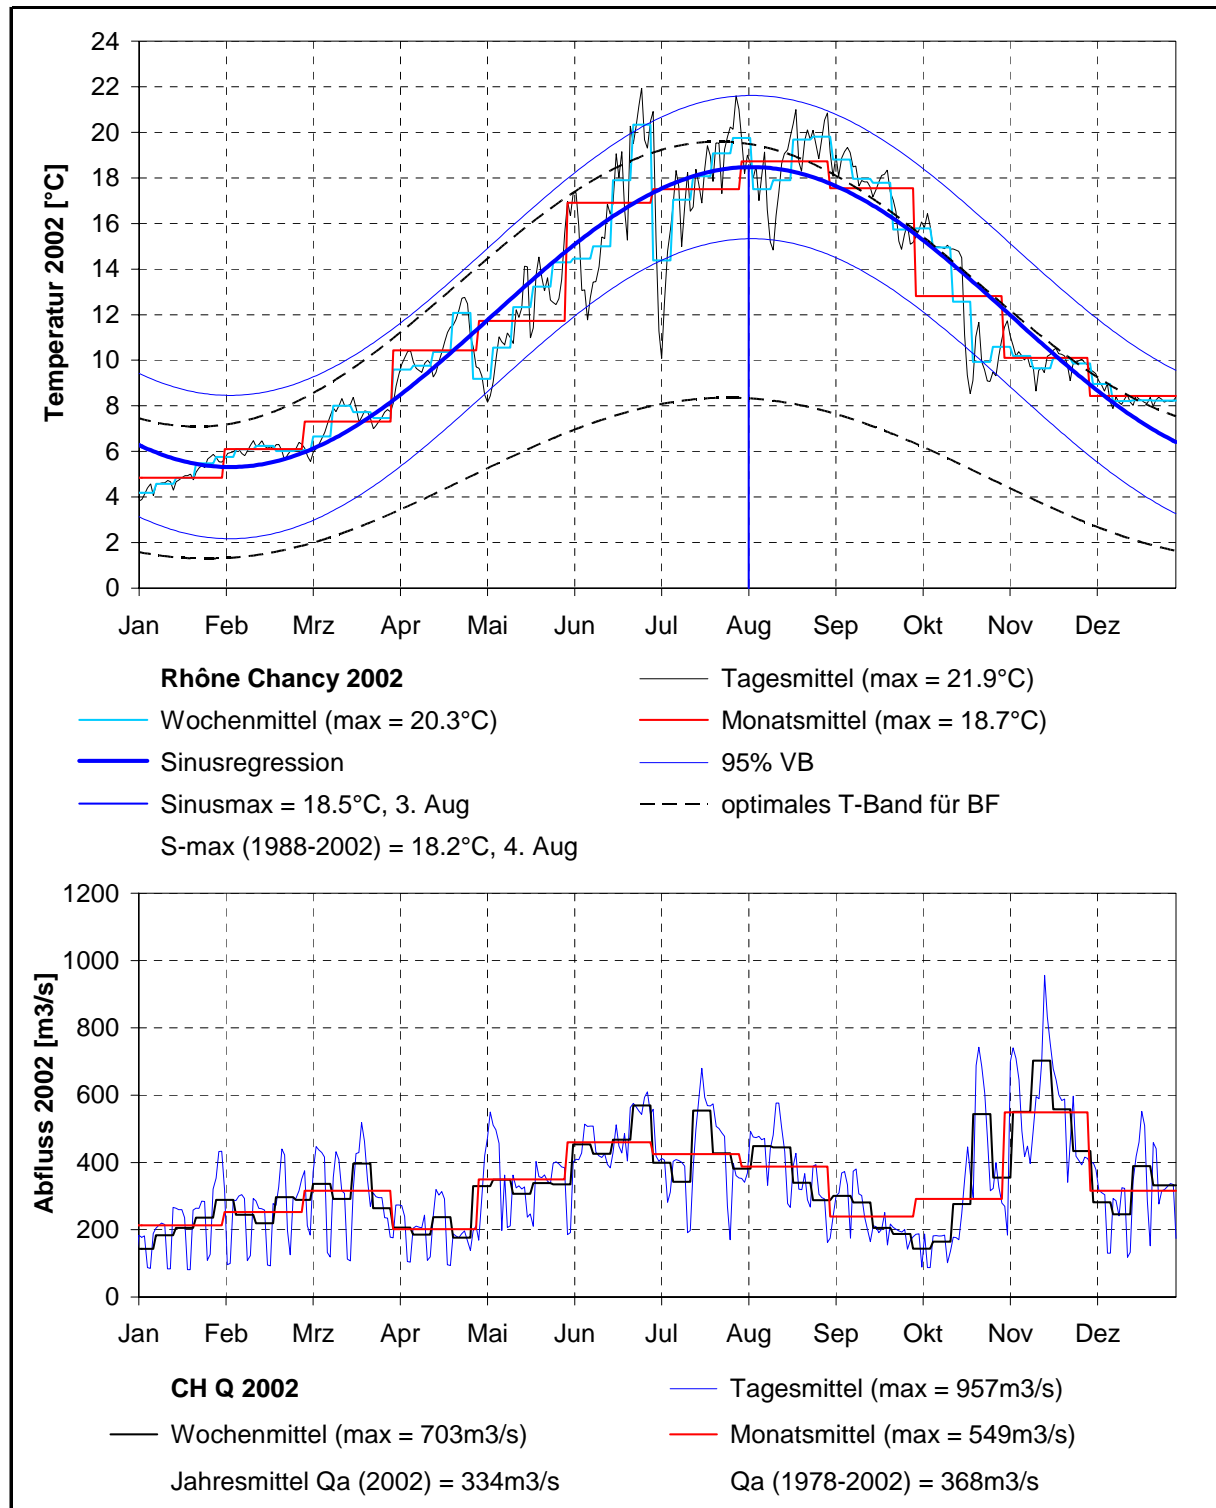 Temperatur 2002 [°C]
24
22
20
18
16
14
12
10
8
6
4
2
0
Jan Feb Mrz Apr Mai Jun Jul Aug Sep Okt Nov Dez
Rhône Chancy 2002
Tagesmittel (max = 21.9°C)
Wochenmittel (max = 20.3°C)
Monatsmittel (max = 18.7°C)
Sinusregression
95% VB
Sinusmax = 18.5°C, 3. Aug
optimales T-Band für BF
S-max (1988-2002) = 18.2°C, 4. Aug
Abfluss 2002 [m3/s]
1200
1000
800
600
400
200
0
Jan Feb Mrz Apr Mai Jun Jul Aug Sep Okt Nov Dez
CH Q 2002
Tagesmittel (max = 957m3/s)
Wochenmittel (max = 703m3/s)
Monatsmittel (max = 549m3/s)
Jahresmittel Qa (2002) = 334m3/s
Qa (1978-2002) = 368m3/s